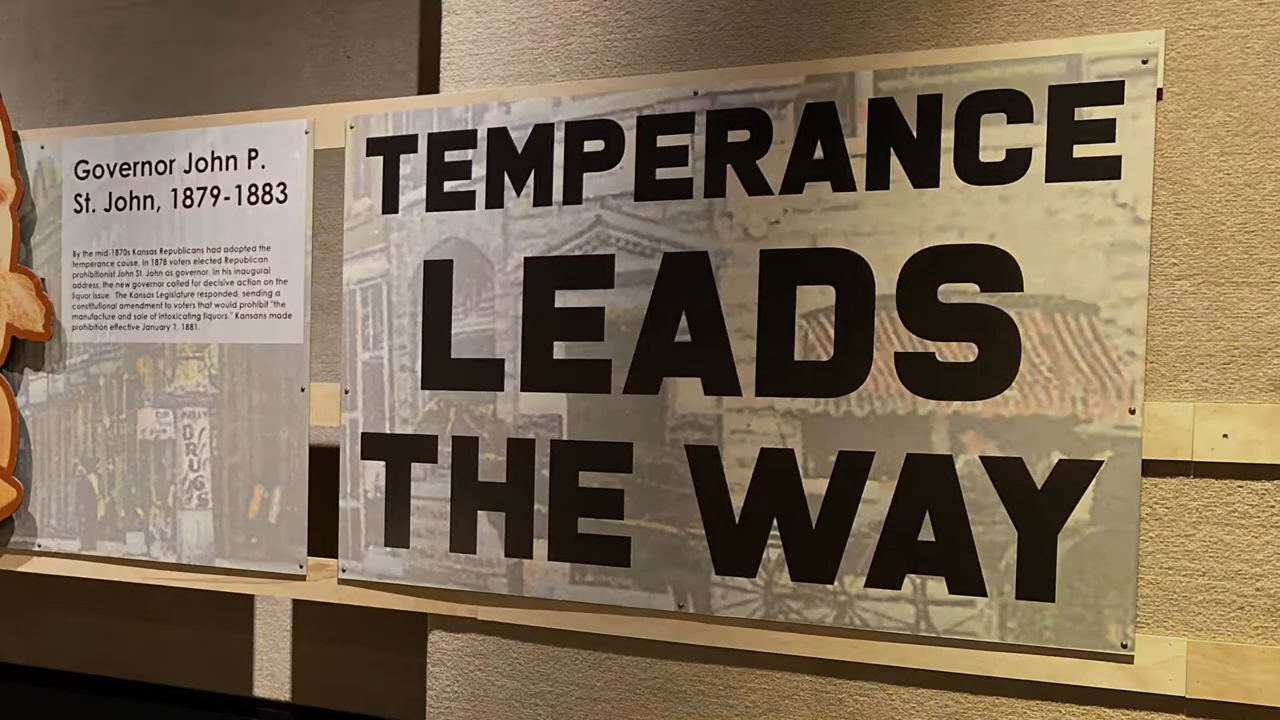 Governor John P.
St. John, 1879-1883
By the mid-1870s Kansas Republicans had adopted the
temperance cause. In 1878 voters elected Republican
prohibitionist John St. John as governor. In his inaugural
address, the new governor called for decisive action on the
liquor issue. The Kansas Legislature responded, sending a
constitutional amendment to voters that would prohibit "the
manufacture and sale of intoxicating liquors." Kansans made
prohibition effective January 1, 1881.
DRUGS
TEMPERANCE
LEADS
THE WAY